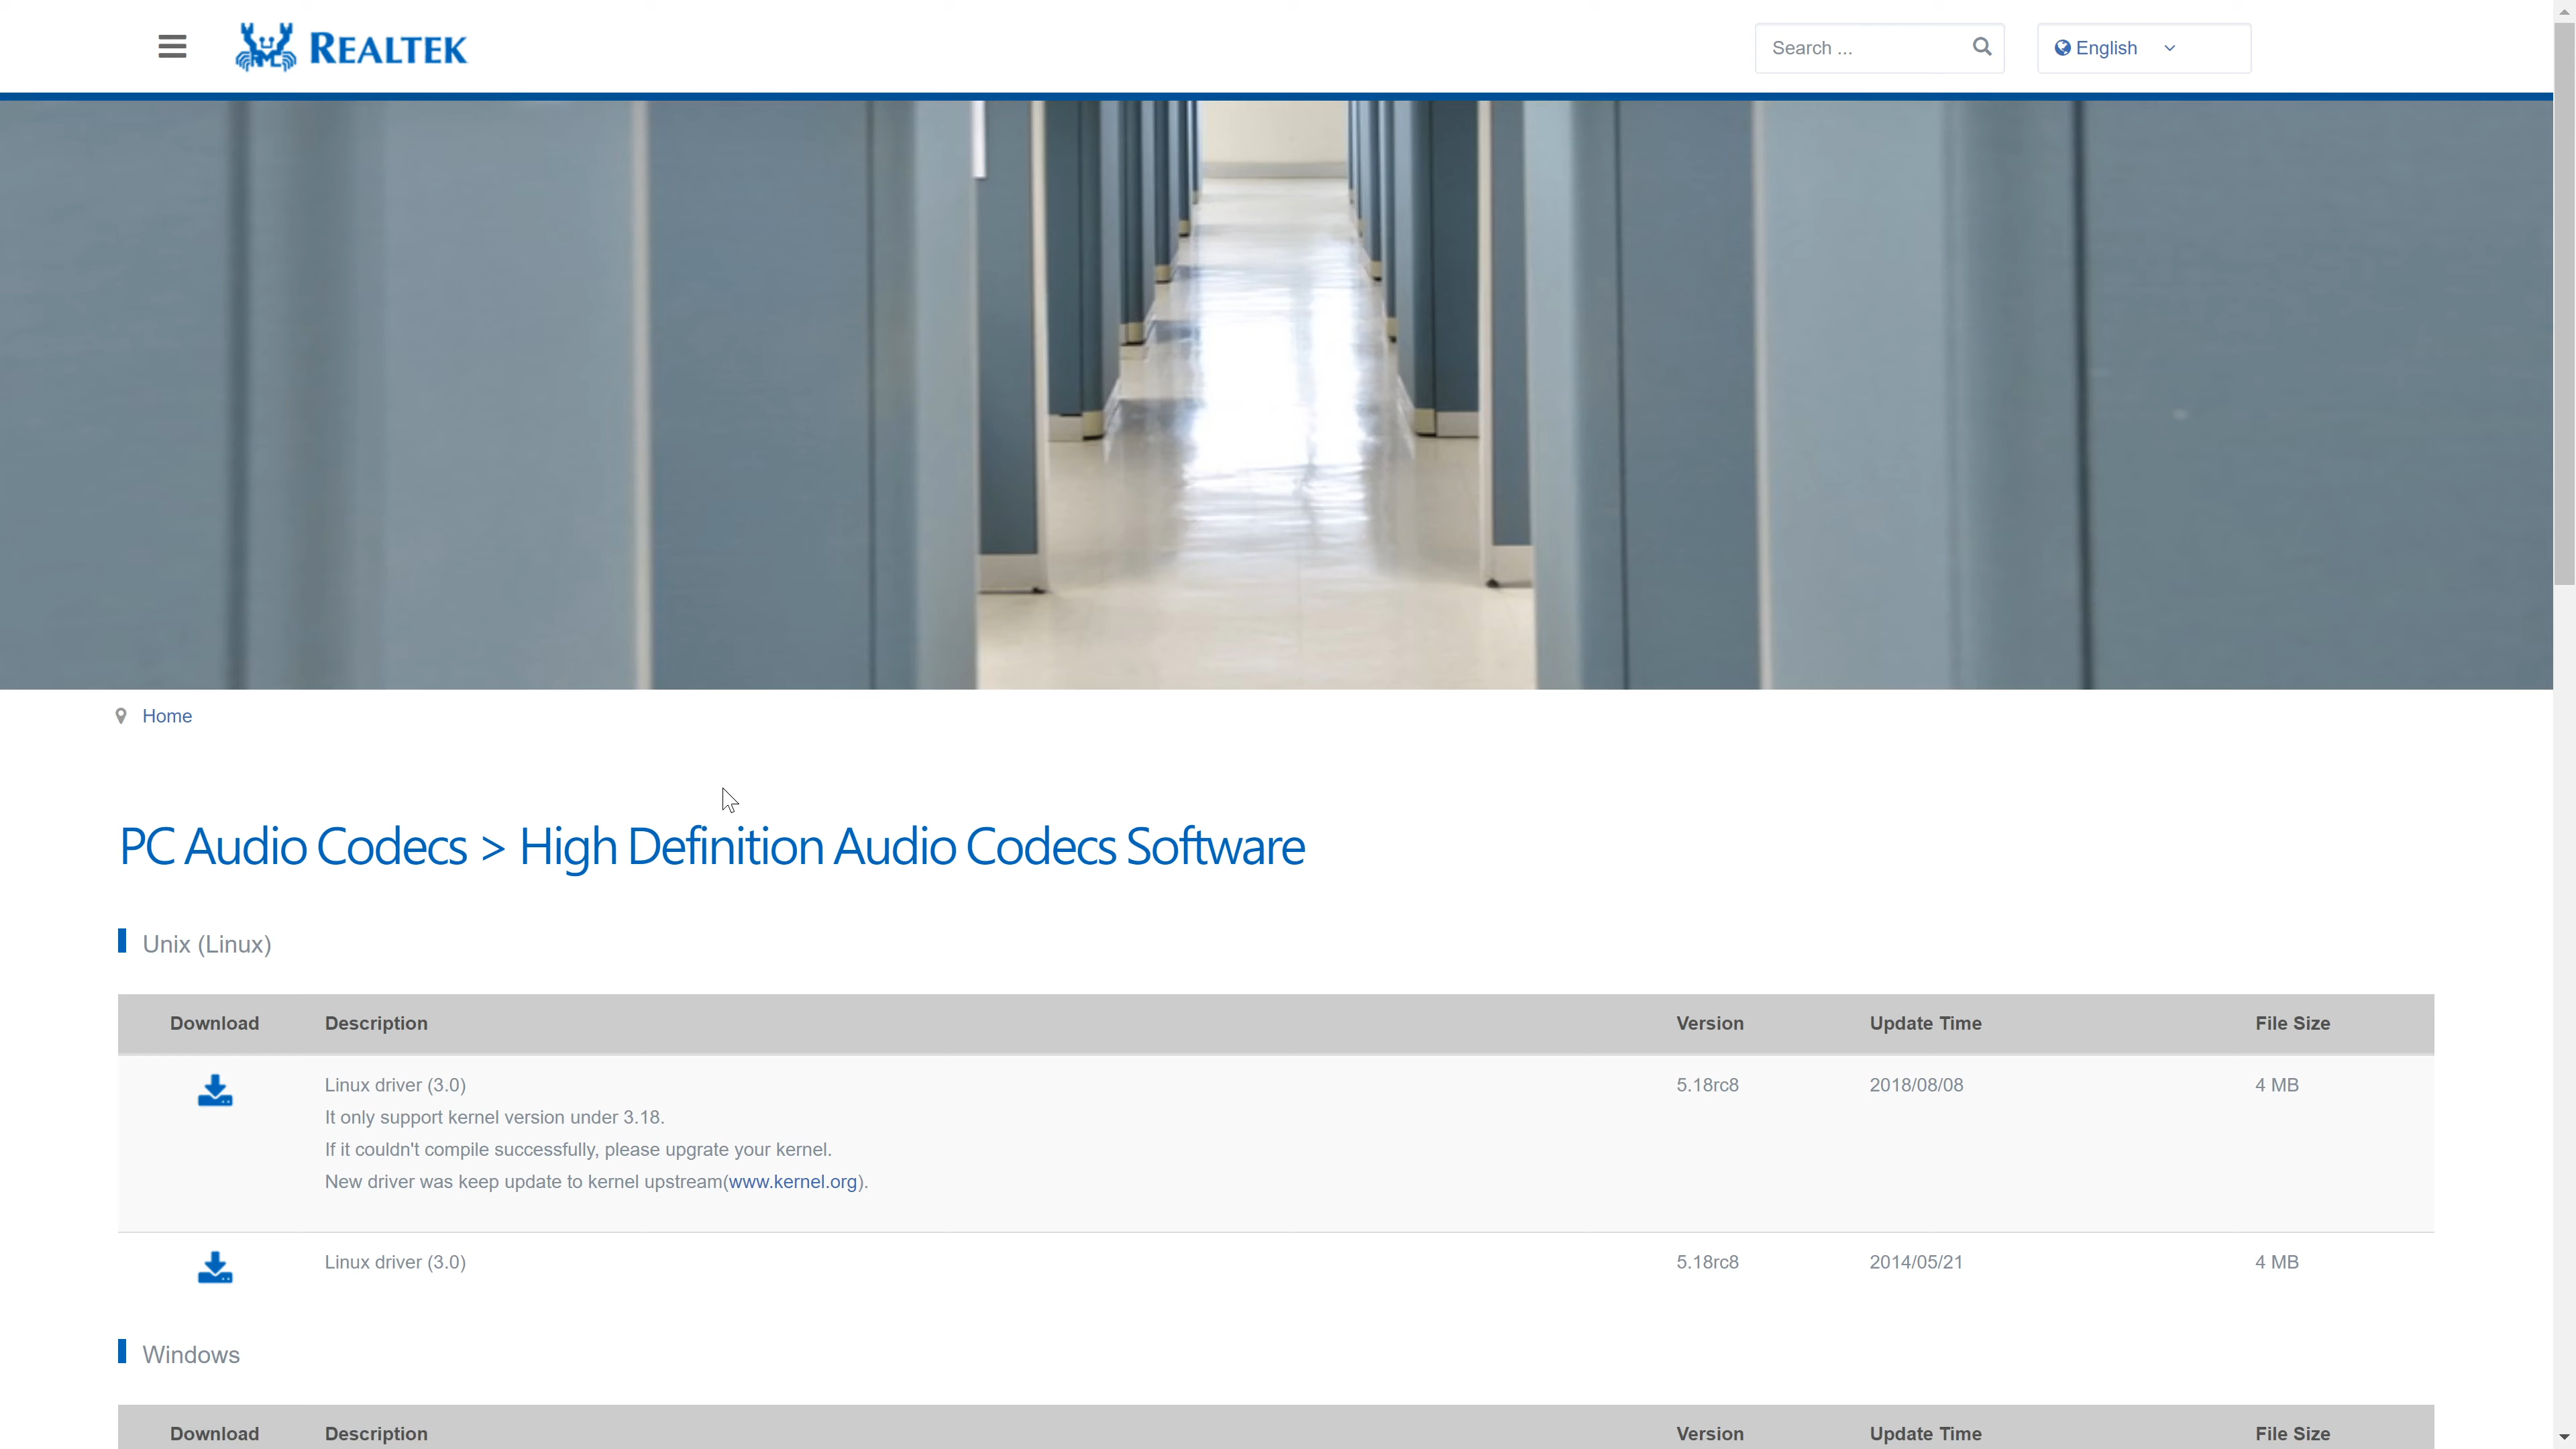 REALTEK
Search ...
English
Home
PC Audio Codecs > High Definition Audio Codecs Software
Unix (Linux)
Download Description Version Update Time File Size
Linux driver (3.0) 5.18rc8 2018/08/08 4 MB
It only support kernel version under 3.18.
If it couldn't compile successfully, please upgrate your kernel.
New driver was keep update to kernel upstream(www.kernel.org).
Linux driver (3.0) 5.18rc8 2014/05/21 4 MB
Windows
Download Description Version Update Time File Size